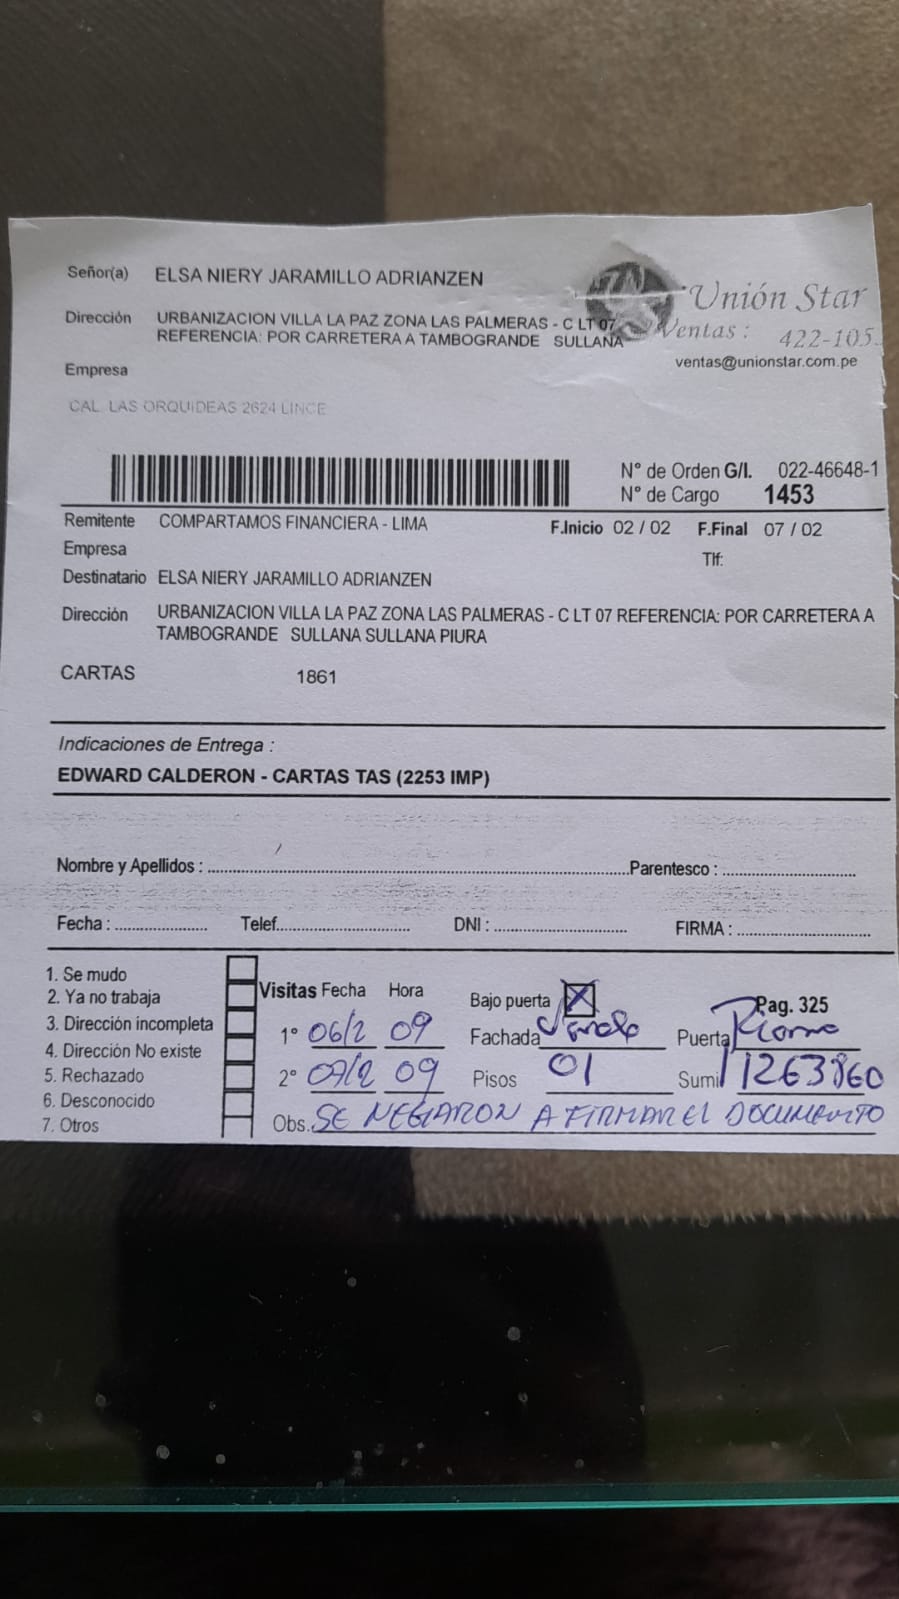 Señor(a) ELSA NIERY JARAMILLO ADRIANZEN
Unión Star
Dirección URBANIZACION VILLA LA PAZ ZONA LAS PALMERAS - C LT 07
REFERENCIA: POR CARRETERA A TAMBOGRANDE SULLANA
Ventas : 422-105
ventas@unionstar.com.pe
Empresa
CAL. LAS ORQUIDEAS 2624 LINCE
N° de Orden G/I. 022-46648-1
N° de Cargo 1453
Remitente COMPARTAMOS FINANCIERA - LIMA F.Inicio 02 / 02 F.Final 07 / 02
Empresa Tlf:
Destinatario ELSA NIERY JARAMILLO ADRIANZEN
Dirección URBANIZACION VILLA LA PAZ ZONA LAS PALMERAS - C LT 07 REFERENCIA: POR CARRETERA A
TAMBOGRANDE SULLANA SULLANA PIURA
CARTAS 1861
Indicaciones de Entrega :
EDWARD CALDERON - CARTAS TAS (2253 IMP)
Nombre y Apellidos : Parentesco :
Fecha : Telef. DNI : FIRMA :
1. Se mudo
2. Ya no trabaja
3. Dirección incompleta
4. Dirección No existe
5. Rechazado
6. Desconocido
7. Otros
Visitas Fecha Hora Bajo puerta X Pag. 325
1° 06/2 09 Fachada Puerta
2° 07/2 09 Pisos 01 Sumi 1263860
Obs. SE NEGARON A FIRMAR EL DOCUMENTO